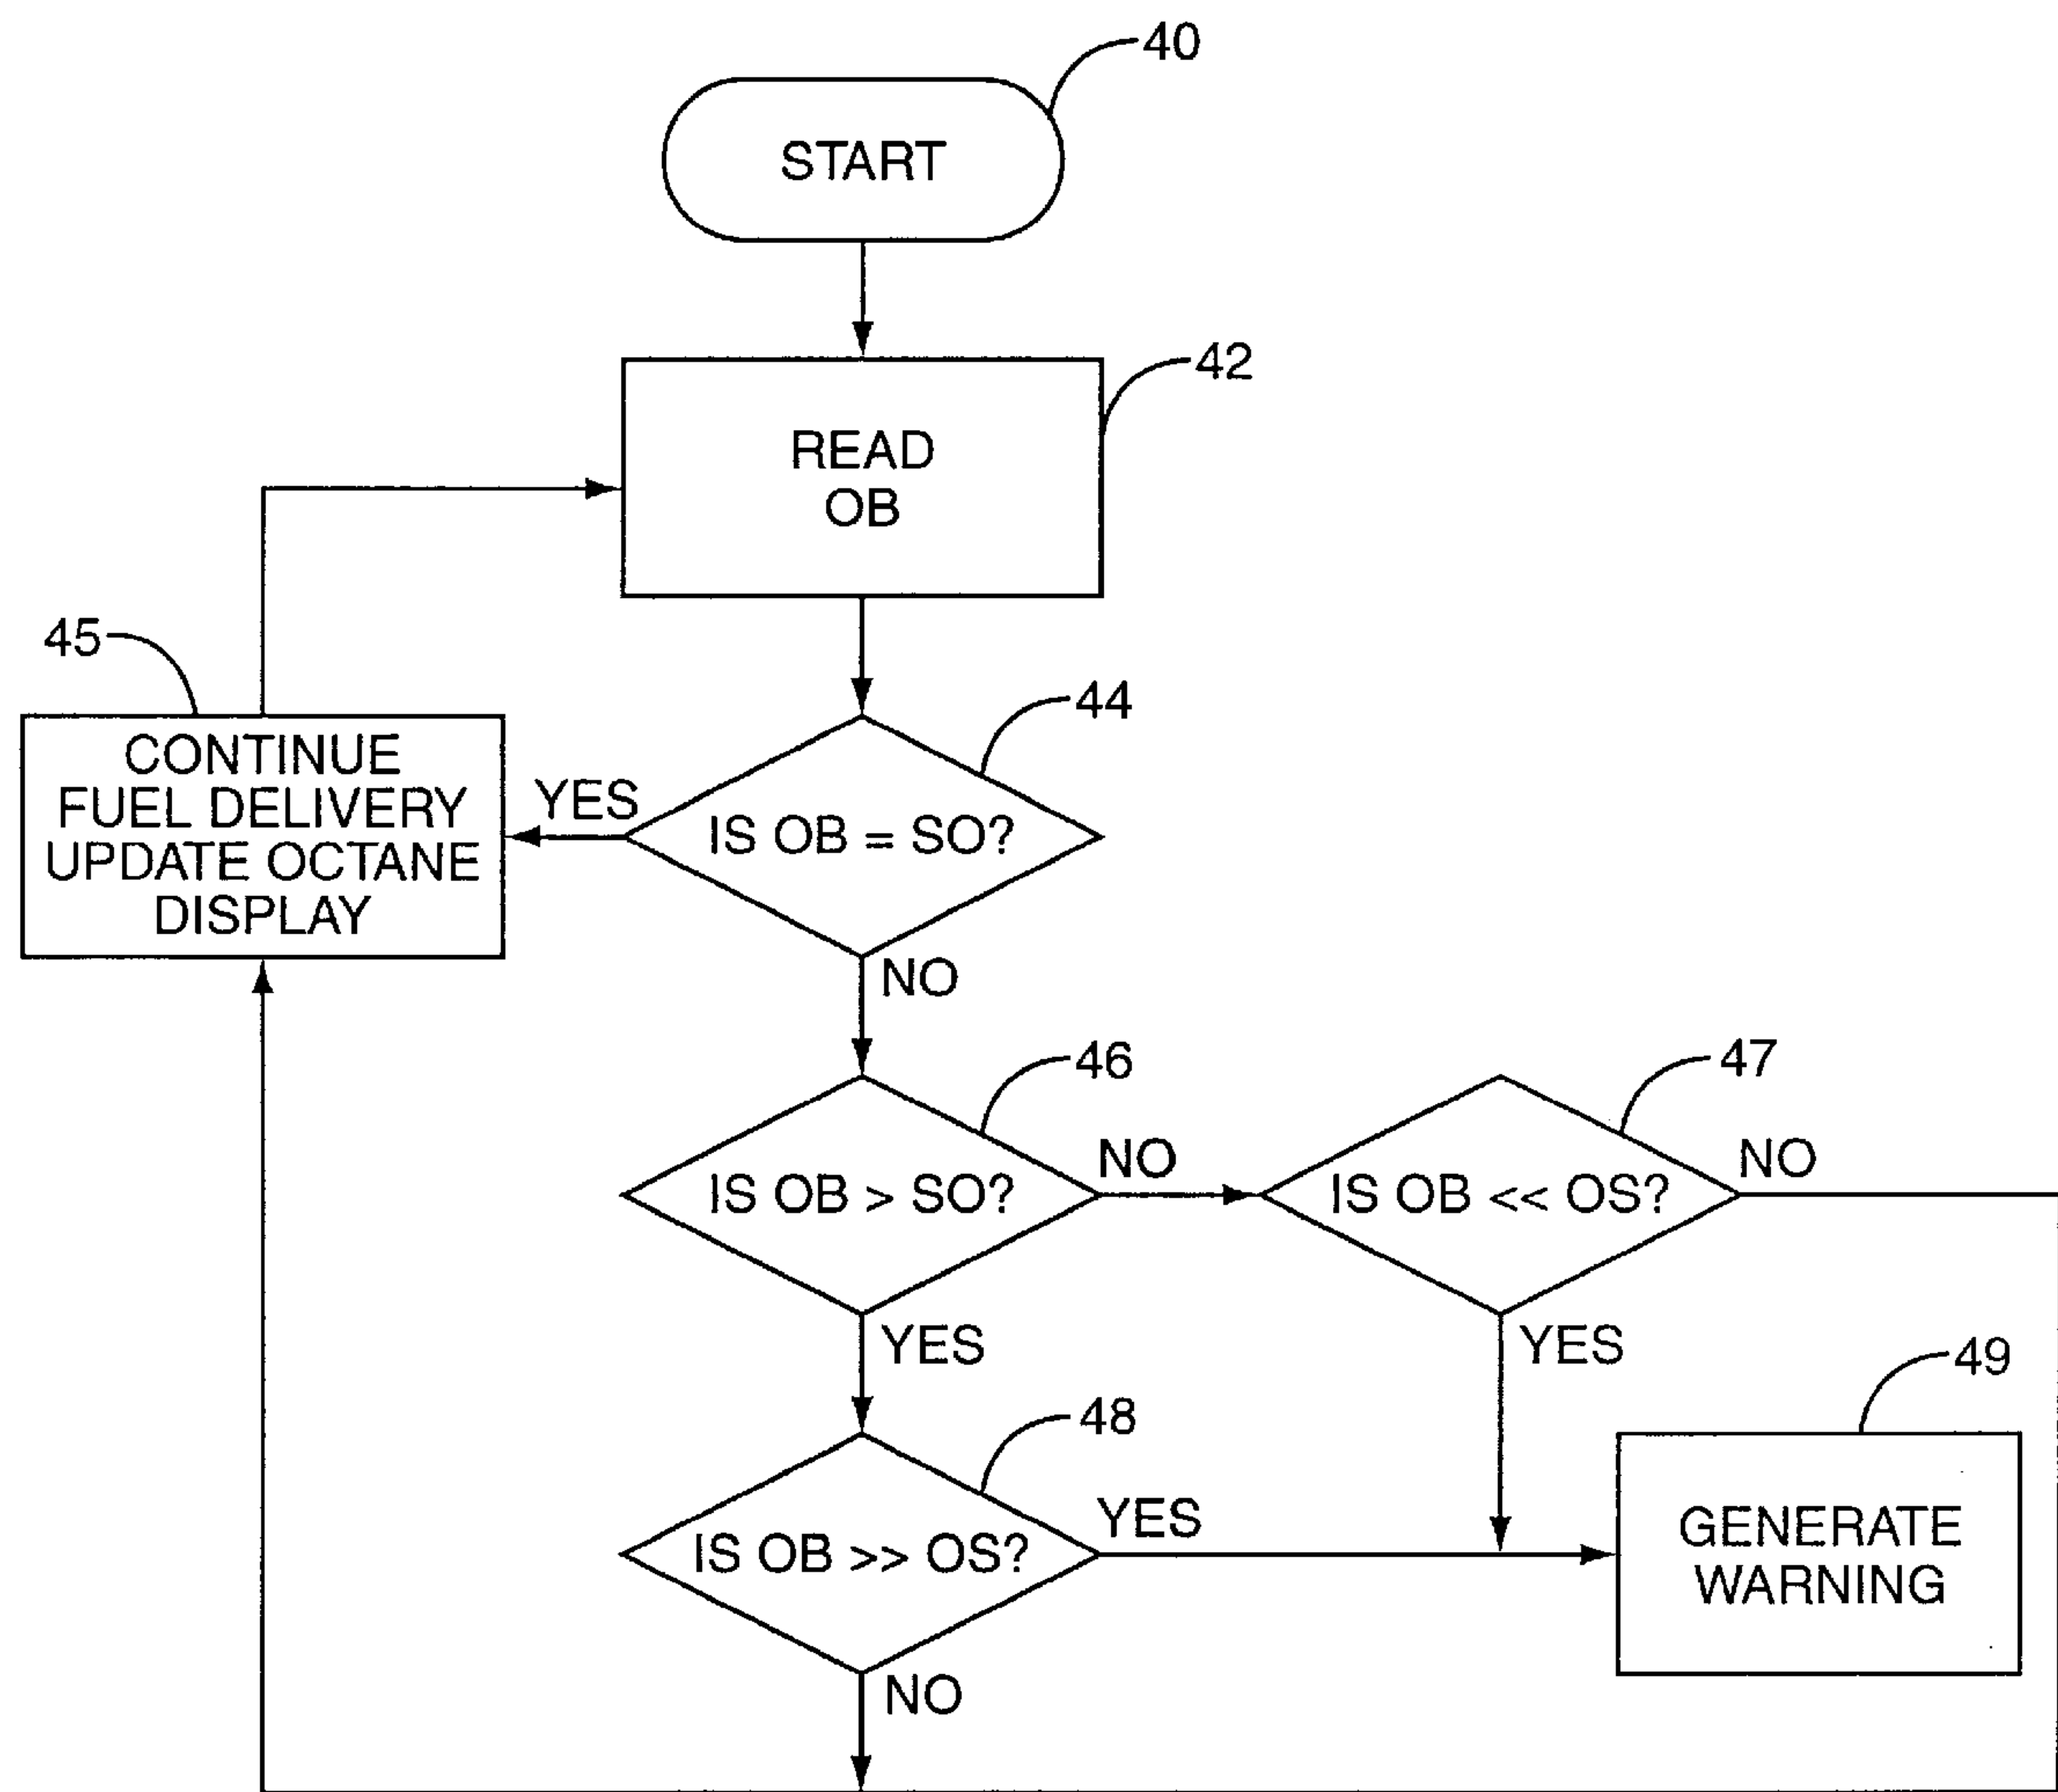 40
START
42
READ
OB
45
44
CONTINUE
FUEL DELIVERY
UPDATE OCTANE
DISPLAY
YES
IS OB = SO?
NO
46
47
IS OB > SO?
NO
IS OB << OS?
NO
YES
YES
49
48
IS OB >> OS?
YES
GENERATE
WARNING
NO